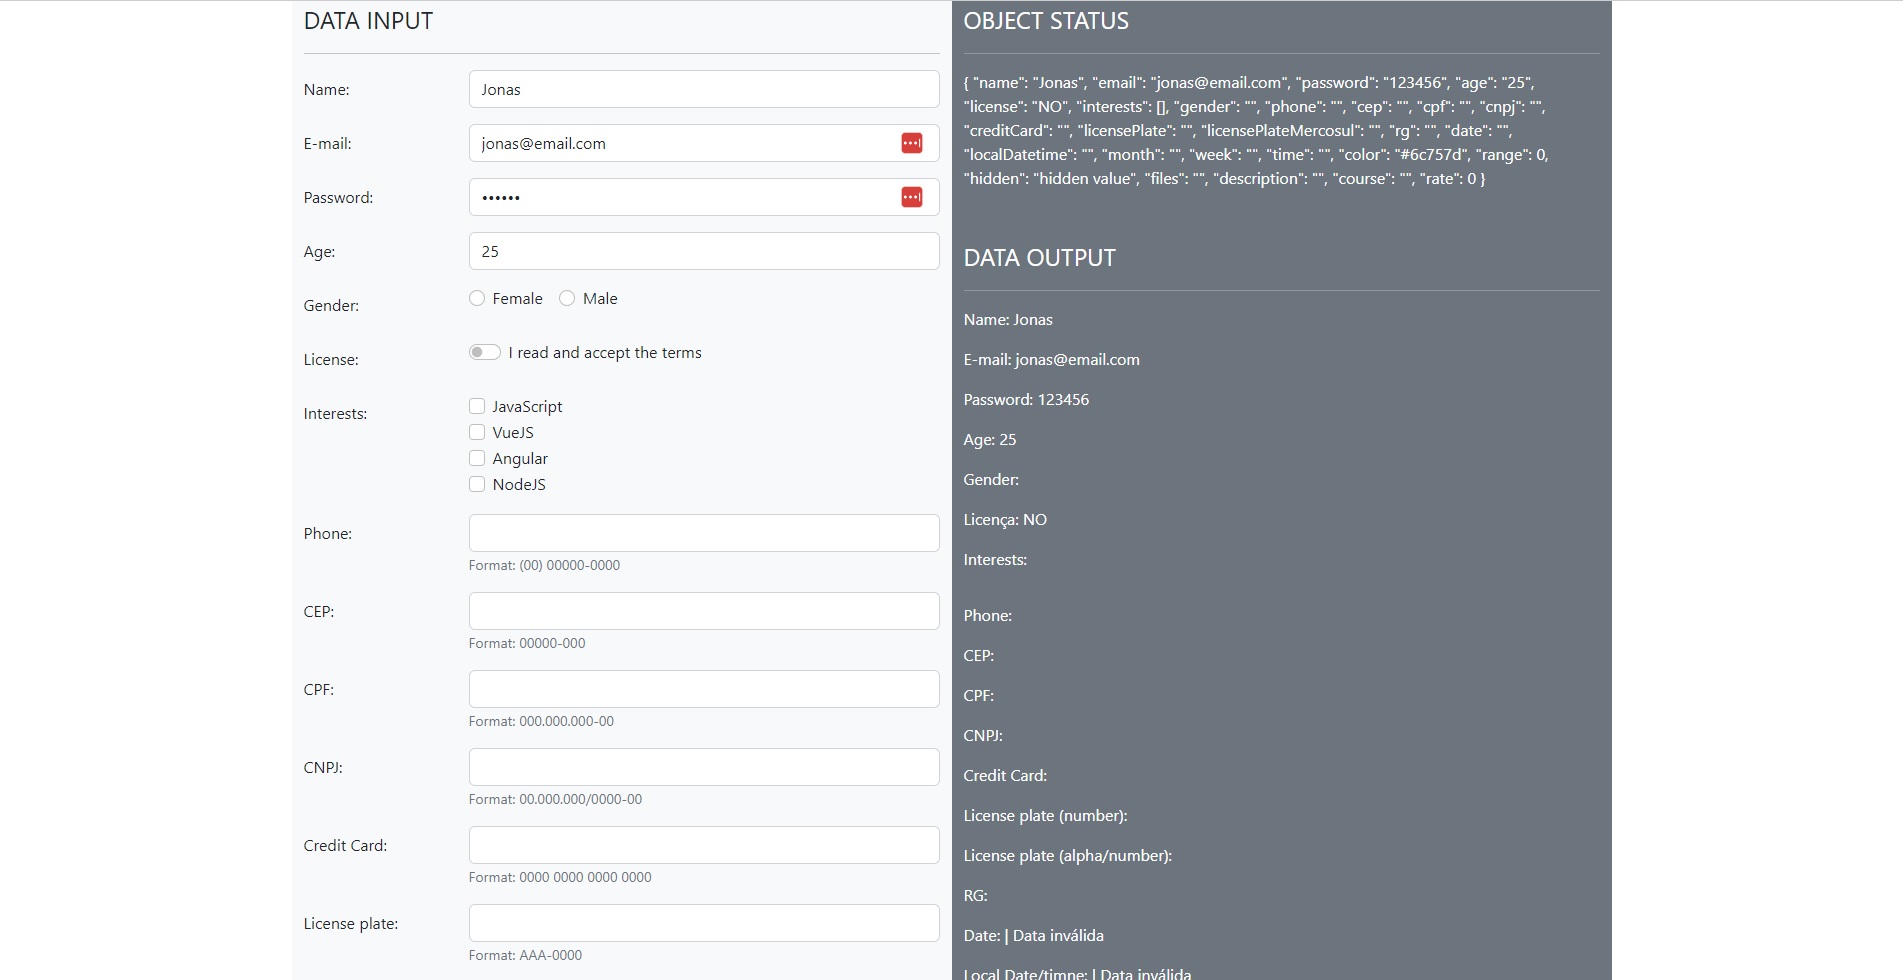 DATA INPUT
Name:
Jonas
E-mail:
jonas@email.com
Password:
••••••
Age:
25
Gender:
Female Male
License:
I read and accept the terms
Interests:
JavaScript
VueJS
Angular
NodeJS
Phone:
Format: (00) 00000-0000
CEP:
Format: 00000-000
CPF:
Format: 000.000.000-00
CNPJ:
Format: 00.000.000/0000-00
Credit Card:
Format: 0000 0000 0000 0000
License plate:
Format: AAA-0000
OBJECT STATUS
{ "name": "Jonas", "email": "jonas@email.com", "password": "123456", "age": "25",
"license": "NO", "interests": [], "gender": "", "phone": "", "cep": "", "cpf": "", "cnpj": "",
"creditCard": "", "licensePlate": "", "licensePlateMercosul": "", "rg": "", "date": "",
"localDatetime": "", "month": "", "week": "", "time": "", "color": "#6c757d", "range": 0,
"hidden": "hidden value", "files": "", "description": "", "course": "", "rate": 0 }
DATA OUTPUT
Name: Jonas
E-mail: jonas@email.com
Password: 123456
Age: 25
Gender:
Licença: NO
Interests:
Phone:
CEP:
CPF:
CNPJ:
Credit Card:
License plate (number):
License plate (alpha/number):
RG:
Date: | Data inválida
Local Date/timne: | Data inválida